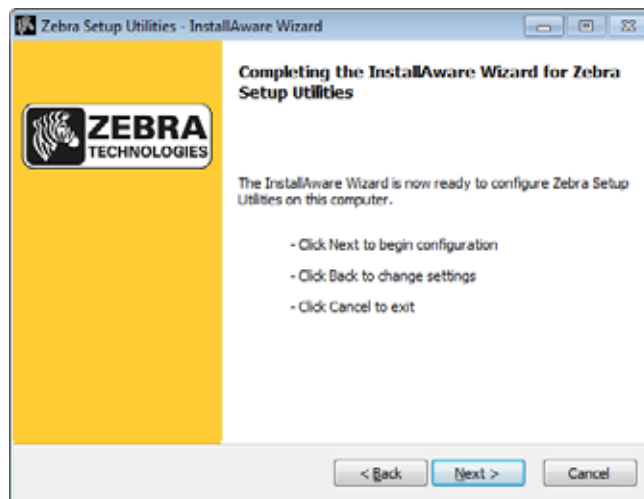 Zebra Setup Utilities - InstallAware Wizard
Completing the InstallAware Wizard for Zebra
Setup Utilities
ZEBRA
TECHNOLOGIES
The InstallAware Wizard is now ready to configure Zebra Setup
Utilities on this computer.
- Click Next to begin configuration
- Click Back to change settings
- Click Cancel to exit
< Back
Next >
Cancel